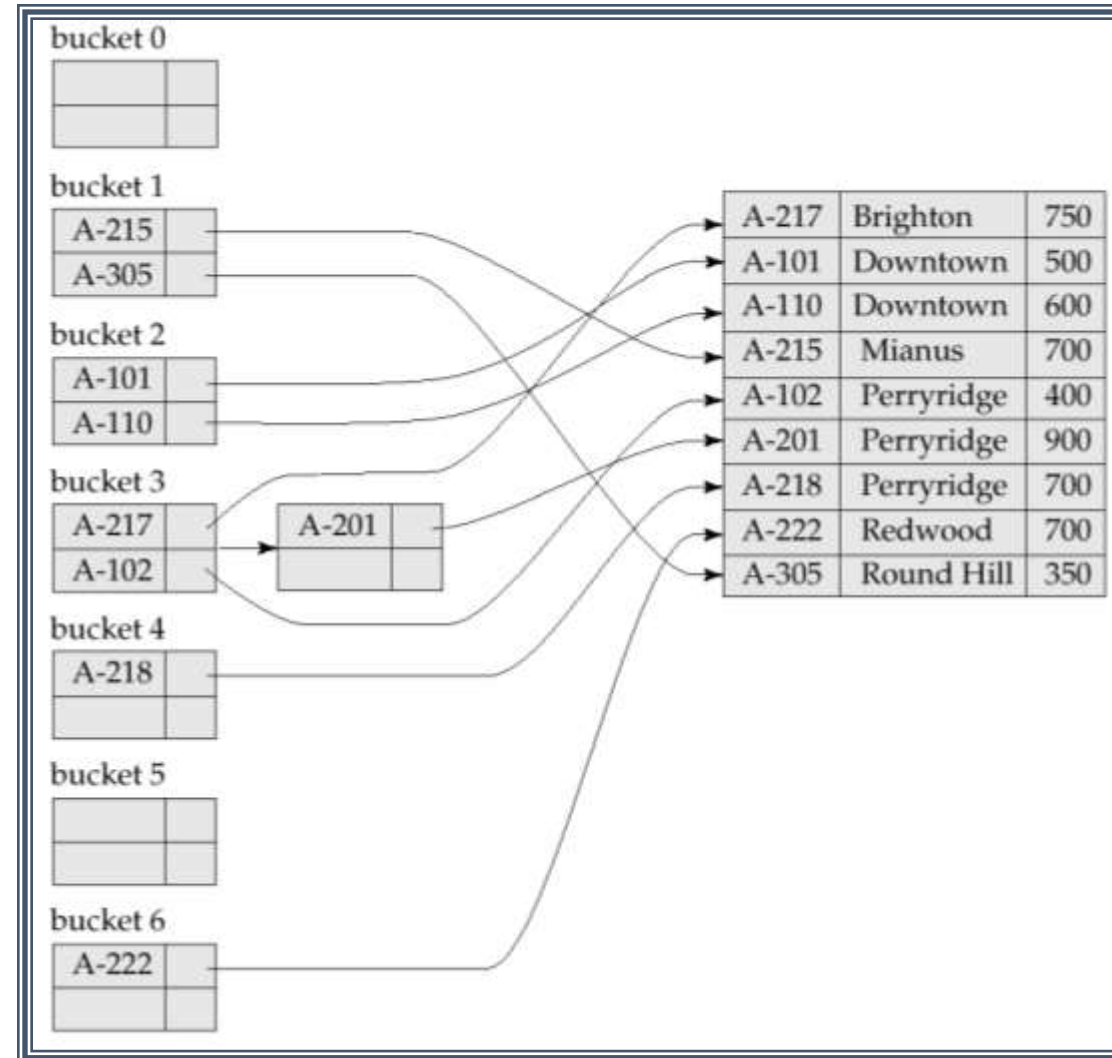 bucket 0
bucket 1
A-215
A-305
bucket 2
A-101
A-110
bucket 3
A-217
A-102
A-201
bucket 4
A-218
bucket 5
bucket 6
A-222
A-217 Brighton 750
A-101 Downtown 500
A-110 Downtown 600
A-215 Mianus 700
A-102 Perryridge 400
A-201 Perryridge 900
A-218 Perryridge 700
A-222 Redwood 700
A-305 Round Hill 350